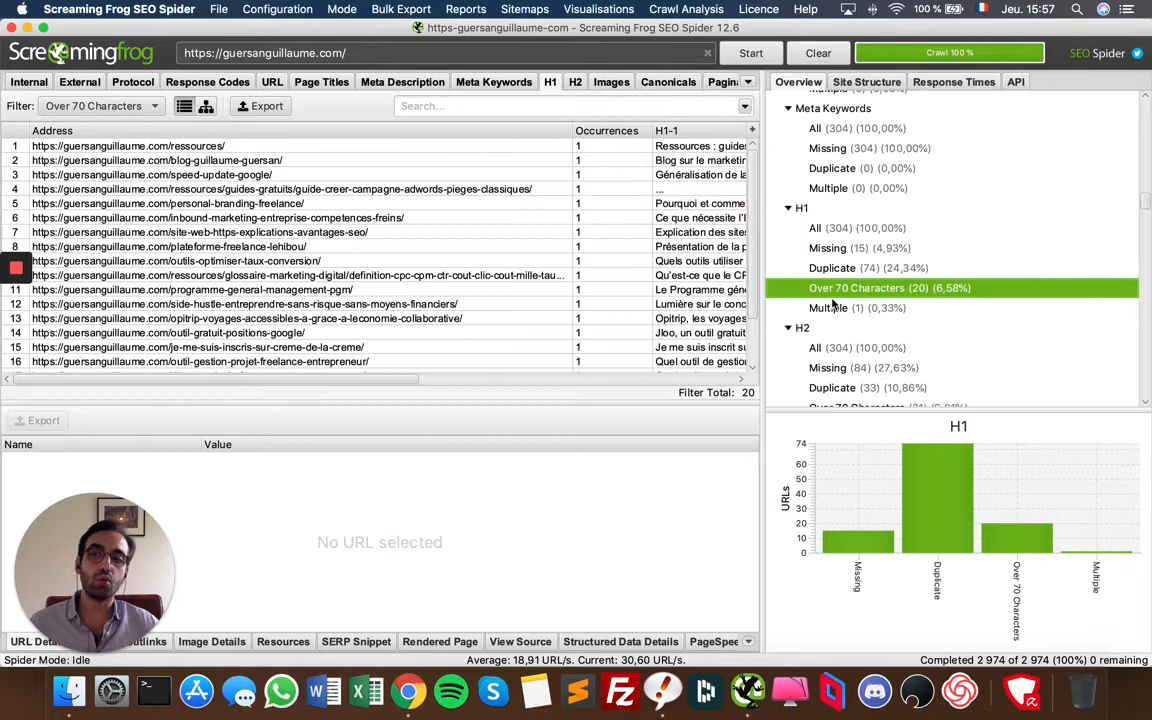 Screaming Frog SEO Spider File Configuration Mode Bulk Export Reports Sitemaps Visualisations Crawl Analysis Licence Help 100 % Jeu. 15:57
https-guersanguillaume-com - Screaming Frog SEO Spider 12.6
Screamingfrog https://guersanguillaume.com/ Start Clear Crawl 100 % SEO Spider
Internal External Protocol Response Codes URL Page Titles Meta Description Meta Keywords H1 H2 Images Canonicals Pagina
Filter: Over 70 Characters Export Search...
Address Occurrences H1-1
1 https://guersanguillaume.com/ressources/ 1 Ressources : guides
2 https://guersanguillaume.com/blog-guillaume-guersan/ 1 Blog sur le marketin
3 https://guersanguillaume.com/speed-update-google/ 1 Généralisation de la
4 https://guersanguillaume.com/ressources/guides-gratuits/guide-creer-campagne-adwords-pieges-classiques/ 1 ...
5 https://guersanguillaume.com/personal-branding-freelance/ 1 Pourquoi et comme
6 https://guersanguillaume.com/inbound-marketing-entreprise-competences-freins/ 1 Ce que nécessite l'I
7 https://guersanguillaume.com/site-web-https-explications-avantages-seo/ 1 Explication des sites
8 https://guersanguillaume.com/plateforme-freelance-lehibou/ 1 Présentation de la p
https://guersanguillaume.com/outils-optimiser-taux-conversion/ 1 Quels outils utiliser
https://guersanguillaume.com/ressources/glossaire-marketing-digital/definition-cpc-cpm-ctr-cout-clic-cout-mille-tau... 1 Qu'est-ce que le CP
11 https://guersanguillaume.com/programme-general-management-pgm/ 1 Le Programme géné
12 https://guersanguillaume.com/side-hustle-entreprendre-sans-risque-sans-moyens-financiers/ 1 Lumière sur le conc
13 https://guersanguillaume.com/opitrip-voyages-accessibles-a-grace-a-leconomie-collaborative/ 1 Opitrip, les voyages
14 https://guersanguillaume.com/outil-gratuit-positions-google/ 1 Jloo, un outil gratuit
15 https://guersanguillaume.com/je-me-suis-inscris-sur-creme-de-la-creme/ 1 Je me suis inscrit su
16 https://guersanguillaume.com/outil-gestion-projet-freelance-entrepreneur/ 1 Quel outil de gestion
Filter Total: 20
Export
Name Value
No URL selected
URL Deta utlinks Image Details Resources SERP Snippet Rendered Page View Source Structured Data Details PageSpee
Spider Mode: Idle Average: 18,91 URL/s. Current: 30,60 URL/s. Completed 2 974 of 2 974 (100%) 0 remaining
Overview Site Structure Response Times API
Meta Keywords
All (304) (100,00%)
Missing (304) (100,00%)
Duplicate (0) (0,00%)
Multiple (0) (0,00%)
H1
All (304) (100,00%)
Missing (15) (4,93%)
Duplicate (74) (24,34%)
Over 70 Characters (20) (6,58%)
Multiple (1) (0,33%)
H2
All (304) (100,00%)
Missing (84) (27,63%)
Duplicate (33) (10,86%)
H1
74
60
50
40
30
20
10
0
URLs
Missing
Duplicate
Over 70 Characters
Multiple